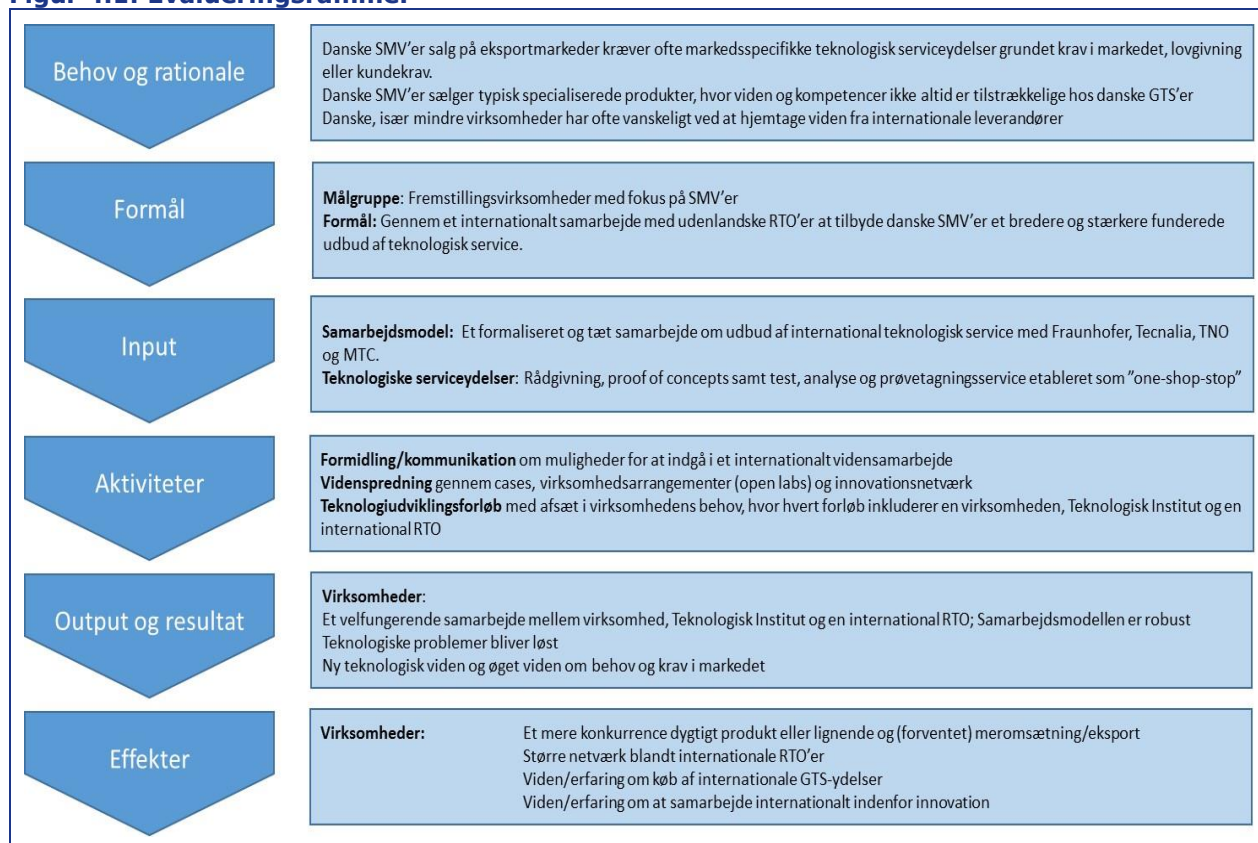 Figur 4.1: Evalueringsramme.
Behov og rationale
Danske SMV'er salg på eksportmarkeder kræver ofte markedsspecifikke teknologisk serviceydelser grundet krav i markedet, lovgivning
eller kundekrav.
Danske SMV'er sælger typisk specialiserede produkter, hvor viden og kompetencer ikke altid er tilstrækkelige hos danske GTS'er
Danske, især mindre virksomheder har ofte vanskeligt ved at hjemtage viden fra internationale leverandører
Formål
Målgruppe: Fremstillingsvirksomheder med fokus på SMV'er
Formål: Gennem et internationalt samarbejde med udenlandske RTO'er at tilbyde danske SMV'er et bredere og stærkere funderede
udbud af teknologisk service.
Input
Samarbejdsmodel: Et formaliseret og tæt samarbejde om udbud af international teknologisk service med Fraunhofer, Tecnalia, TNO
og MTC.
Teknologiske serviceydelser: Rådgivning, proof of concepts samt test, analyse og prøvetagningsservice etableret som "one-shop-stop"
Aktiviteter
Formidling/kommunikation om muligheder for at indgå i et internationalt vidensamarbejde
Videnspredning gennem cases, virksomhedsarrangementer (open labs) og innovationsnetværk
Teknologiudviklingsforløb med afsæt i virksomhedens behov, hvor hvert forløb inkluderer en virksomheden, Teknologisk Institut og en
international RTO
Output og resultat
Virksomheder:
Et velfungerende samarbejde mellem virksomhed, Teknologisk Institut og en international RTO; Samarbejdsmodellen er robust
Teknologiske problemer bliver løst
Ny teknologisk viden og øget viden om behov og krav i markedet
Effekter
Virksomheder: Et mere konkurrence dygtigt produkt eller lignende og (forventet) meromsætning/eksport
Større netværk blandt internationale RTO'er
Viden/erfaring om køb af internationale GTS-ydelser
Viden/erfaring om at samarbejde internationalt indenfor innovation